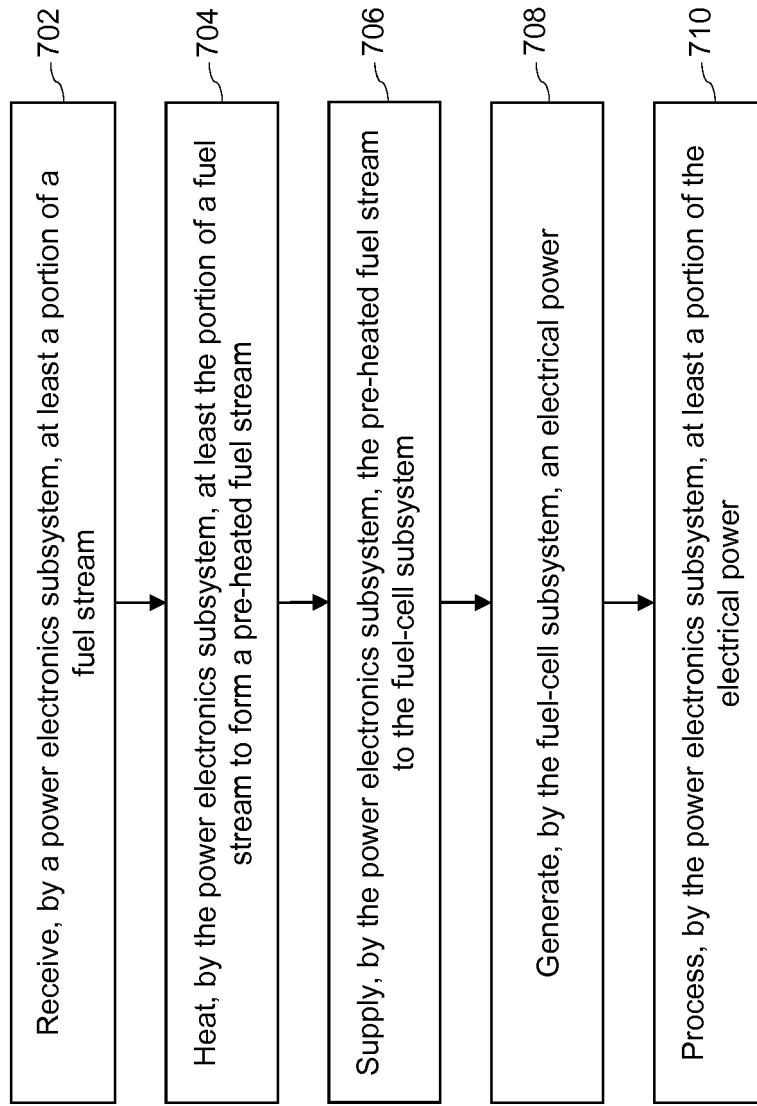 Receive, by a power electronics subsystem, at least a portion of a
fuel stream
702
Heat, by the power electronics subsystem, at least the portion of a fuel
stream to form a pre-heated fuel stream
704
Supply, by the power electronics subsystem, the pre-heated fuel stream
to the fuel-cell subsystem
706
Generate, by the fuel-cell subsystem, an electrical power
708
Process, by the power electronics subsystem, at least a portion of the
electrical power
710